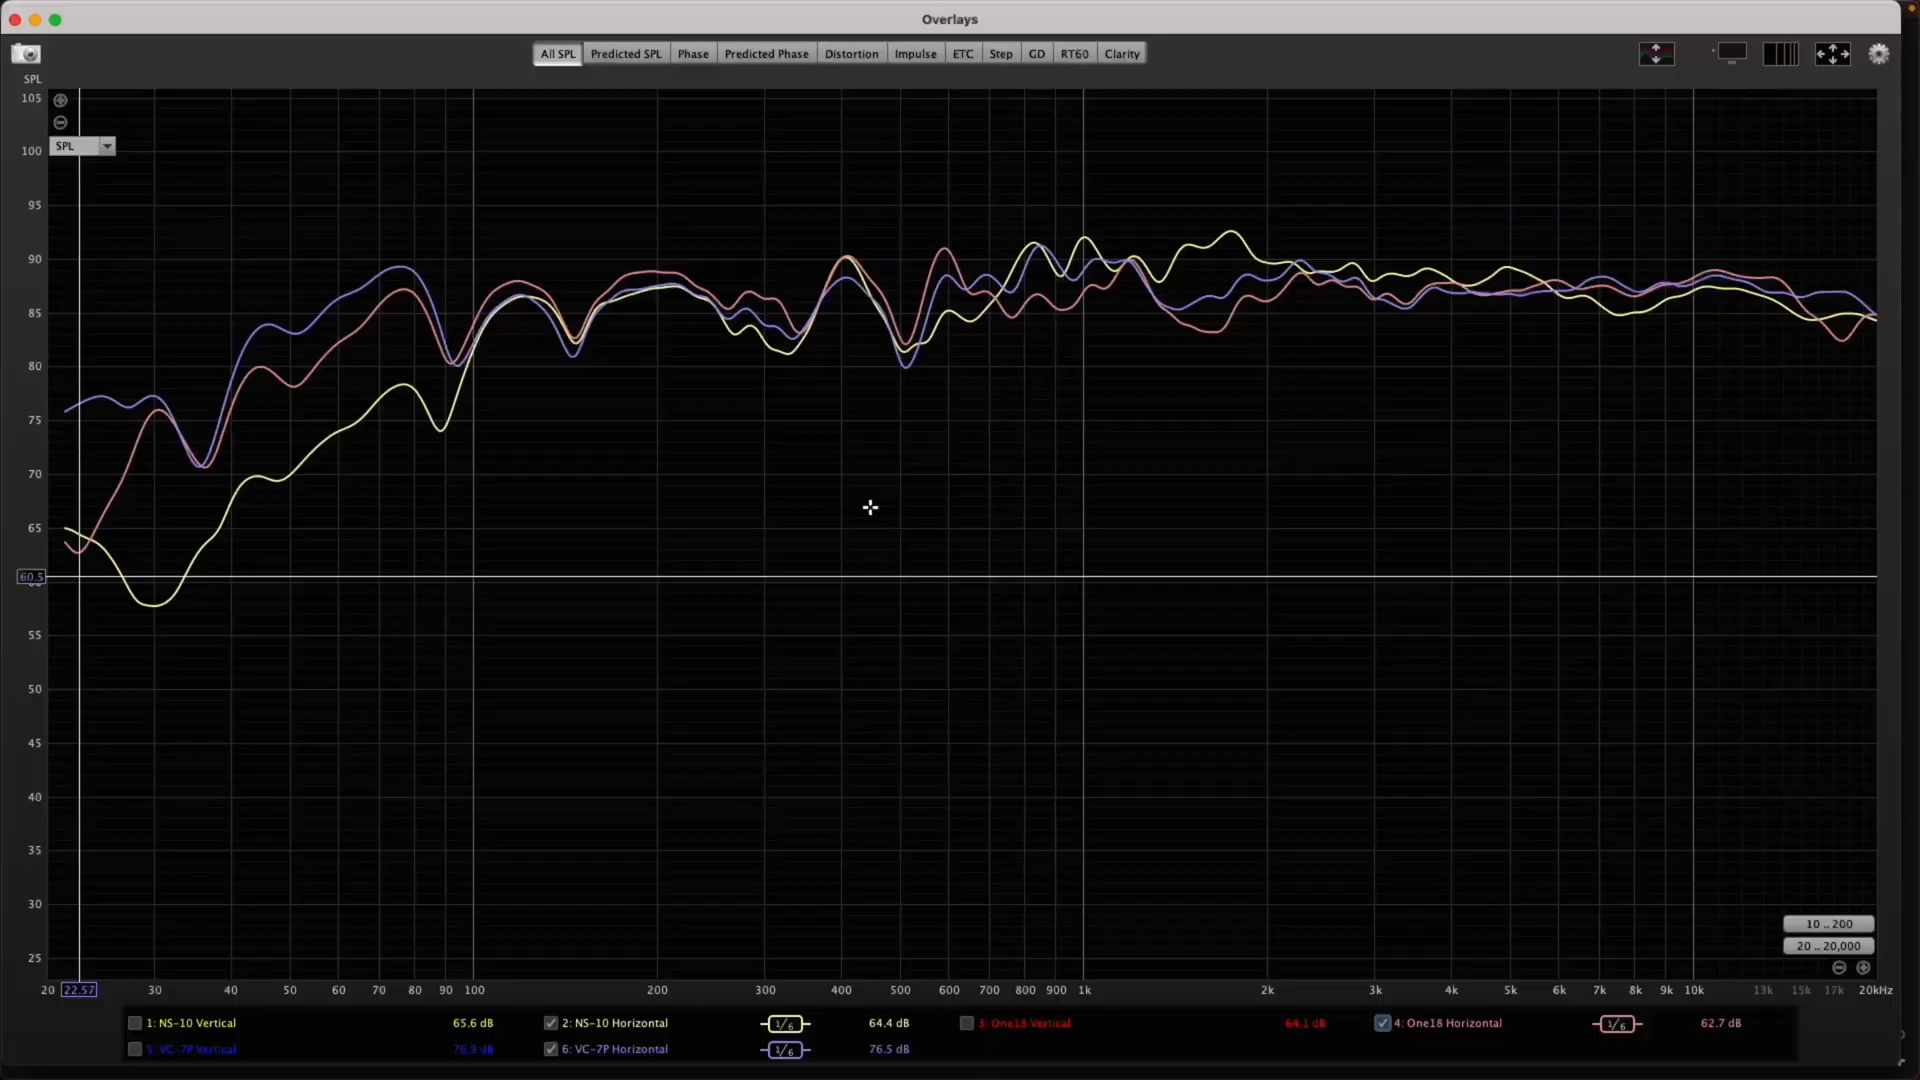 Overlays
All SPL Predicted SPL Phase Predicted Phase Distortion Impulse ETC Step GD RT60 Clarity
SPL
105
SPL
100
95
90
85
80
75
70
65
60.5
55
50
45
40
35
30
25
10 .. 200
20 .. 20,000
20 22.57 30 40 50 60 70 80 90 100 200 300 400 500 600 700 800 900 1k 2k 3k 4k 5k 6k 7k 8k 9k 10k 13k 15k 17k 20kHz
1: NS-10 Vertical 65.6 dB 2: NS-10 Horizontal 1/6 64.4 dB 3: One18 Vertical 64.1 dB 4: One18 Horizontal 1/6 62.7 dB
5: VC-7P Vertical 76.9 dB 6: VC-7P Horizontal 1/6 76.5 dB